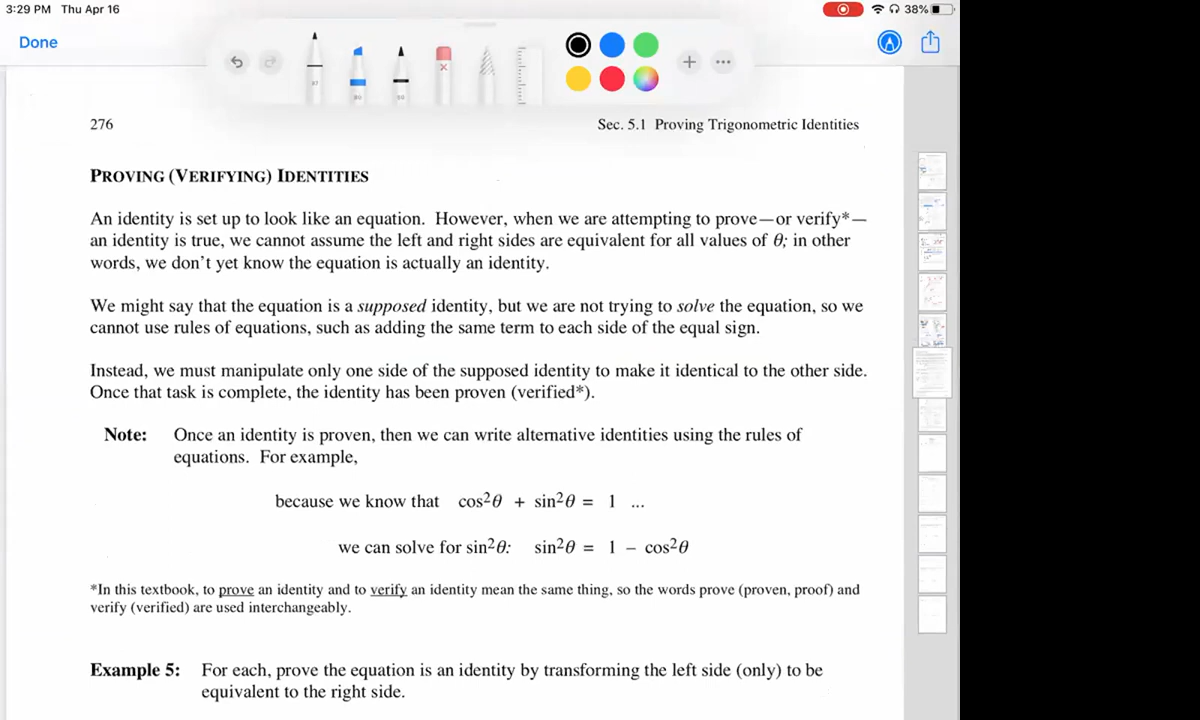 3:29 PM Thu Apr 16
38%
Done
97
80
50
276
Sec. 5.1 Proving Trigonometric Identities
PROVING (VERIFYING) IDENTITIES
An identity is set up to look like an equation. However, when we are attempting to prove—or verify*—
an identity is true, we cannot assume the left and right sides are equivalent for all values of θ; in other
words, we don't yet know the equation is actually an identity.
We might say that the equation is a supposed identity, but we are not trying to solve the equation, so we
cannot use rules of equations, such as adding the same term to each side of the equal sign.
Instead, we must manipulate only one side of the supposed identity to make it identical to the other side.
Once that task is complete, the identity has been proven (verified*).
Note: Once an identity is proven, then we can write alternative identities using the rules of
equations. For example,
because we know that cos²θ + sin²θ = 1 ...
we can solve for sin²θ: sin²θ = 1 – cos²θ
*In this textbook, to prove an identity and to verify an identity mean the same thing, so the words prove (proven, proof) and
verify (verified) are used interchangeably.
Example 5: For each, prove the equation is an identity by transforming the left side (only) to be
equivalent to the right side.